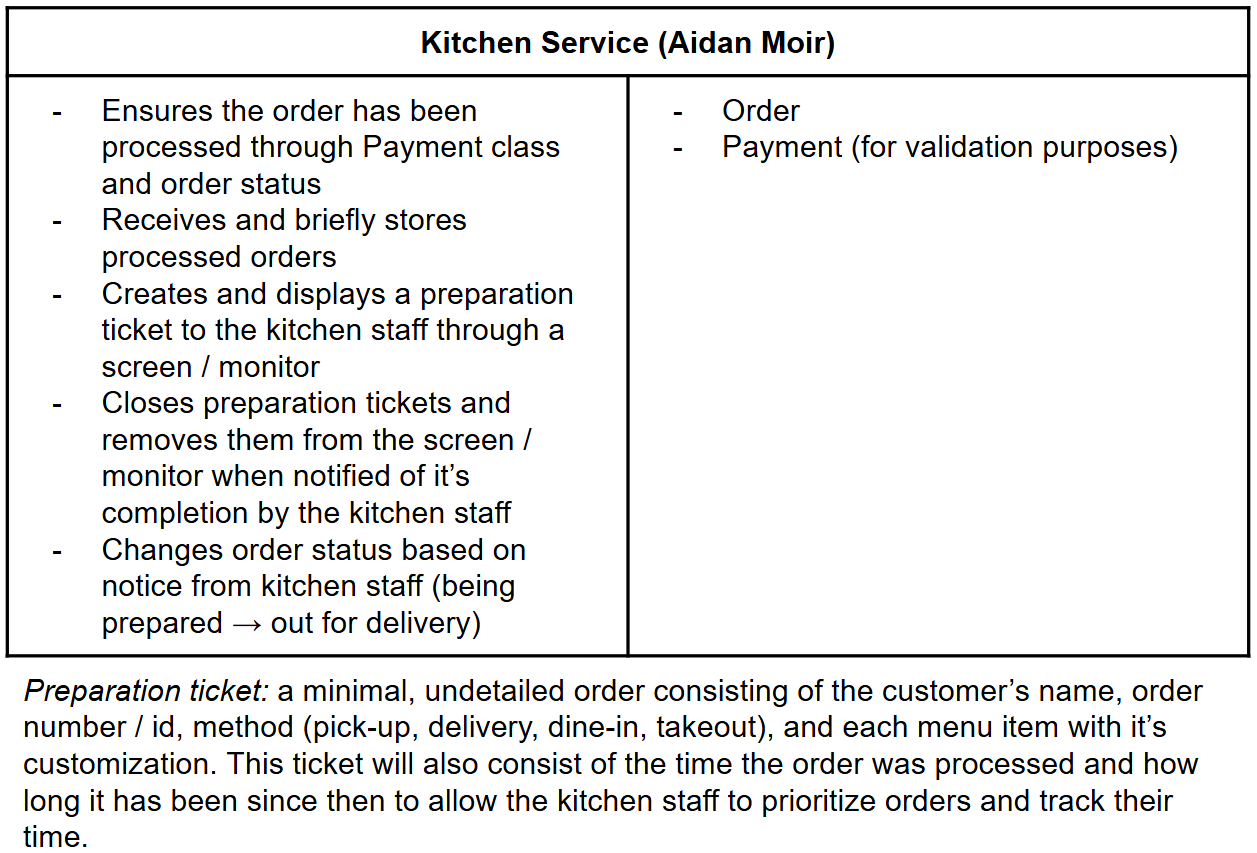 Kitchen Service (Aidan Moir)
- Ensures the order has been
processed through Payment class
and order status
- Receives and briefly stores
processed orders
- Creates and displays a preparation
ticket to the kitchen staff through a
screen / monitor
- Closes preparation tickets and
removes them from the screen /
monitor when notified of it’s
completion by the kitchen staff
- Changes order status based on
notice from kitchen staff (being
prepared → out for delivery)
- Order
- Payment (for validation purposes)
Preparation ticket: a minimal, undetailed order consisting of the customer’s name, order
number / id, method (pick-up, delivery, dine-in, takeout), and each menu item with it’s
customization. This ticket will also consist of the time the order was processed and how
long it has been since then to allow the kitchen staff to prioritize orders and track their
time.